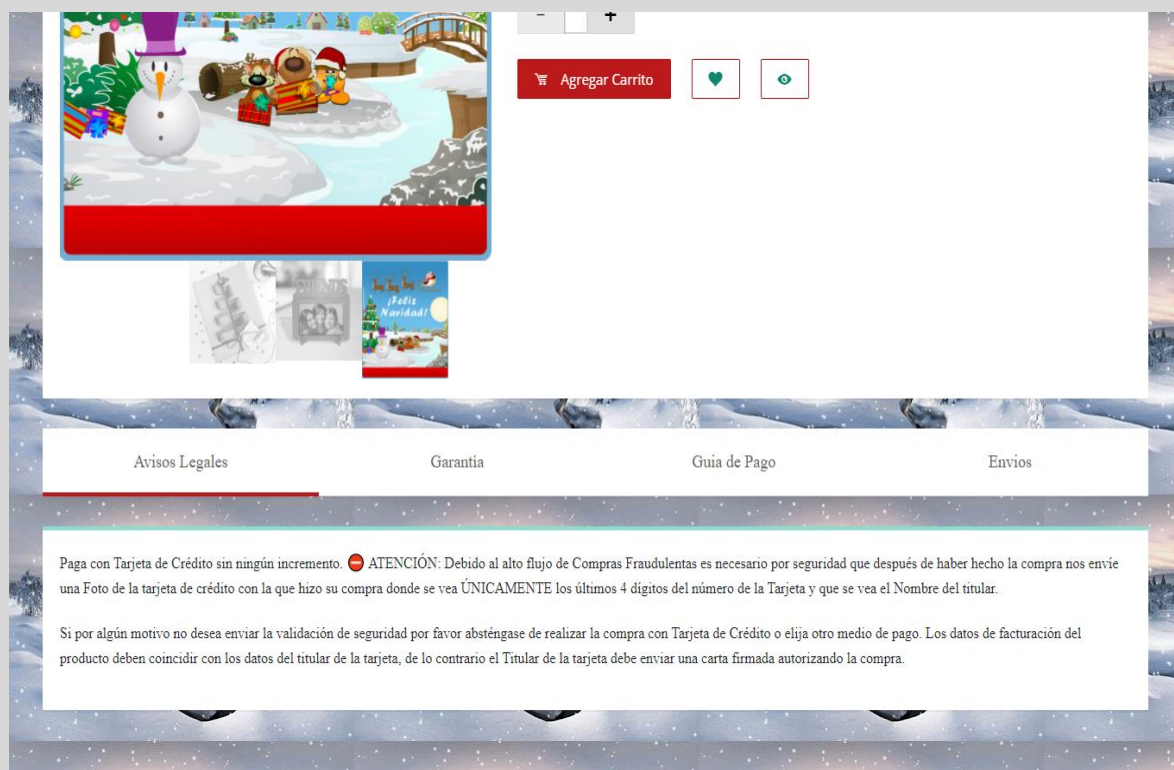 - +
Agregar Carrito
FRIENDS
¡Feliz
Navidad!
Avisos Legales
Garantía
Guia de Pago
Envios
Paga con Tarjeta de Crédito sin ningún incremento. ⛔ ATENCIÓN: Debido al alto flujo de Compras Fraudulentas es necesario por seguridad que después de haber hecho la compra nos envíe
una Foto de la tarjeta de crédito con la que hizo su compra donde se vea ÚNICAMENTE los últimos 4 dígitos del número de la Tarjeta y que se vea el Nombre del titular.
Si por algún motivo no desea enviar la validación de seguridad por favor absténgase de realizar la compra con Tarjeta de Crédito o elija otro medio de pago. Los datos de facturación del
producto deben coincidir con los datos del titular de la tarjeta, de lo contrario el Titular de la tarjeta debe enviar una carta firmada autorizando la compra.